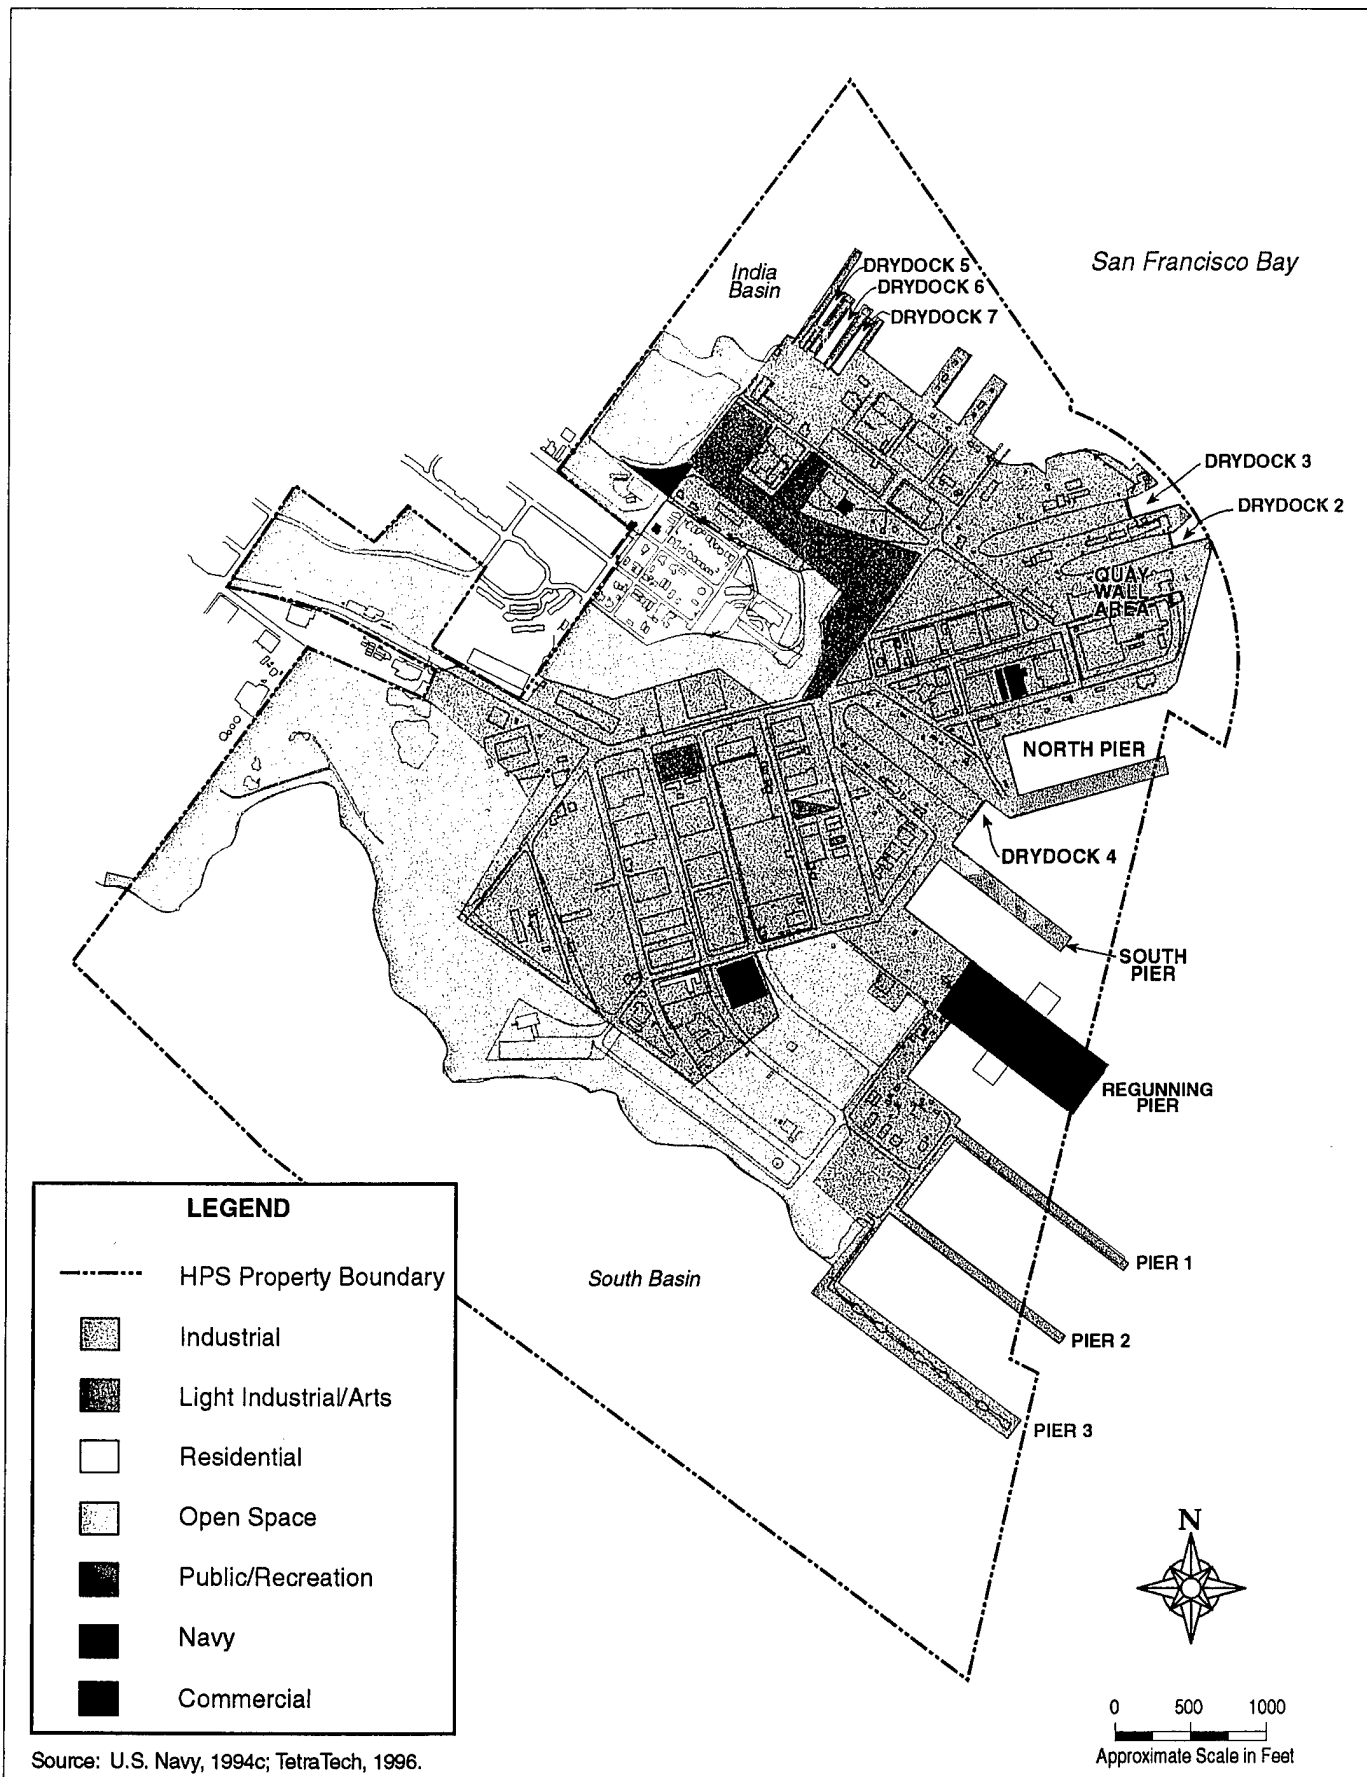 San Francisco Bay
India
Basin
DRYDOCK 5
DRYDOCK 6
DRYDOCK 7
DRYDOCK 3
DRYDOCK 2
QUAY
WALL
AREA
NORTH PIER
DRYDOCK 4
SOUTH
PIER
REGUNNING
PIER
PIER 1
PIER 2
PIER 3
South Basin
LEGEND
HPS Property Boundary
Industrial
Light Industrial/Arts
Residential
Open Space
Public/Recreation
Navy
Commercial
N
0 500 1000
Approximate Scale in Feet
Source: U.S. Navy, 1994c; TetraTech, 1996.